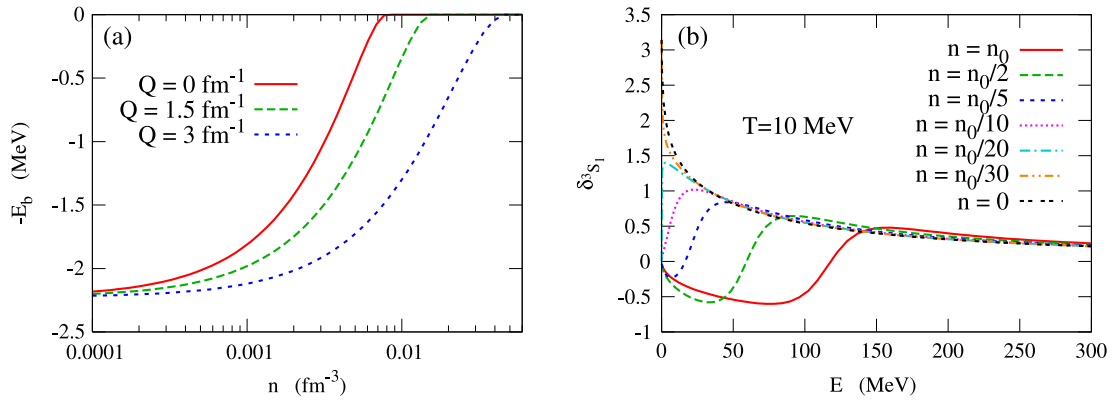 (a)
Q = 0 fm⁻¹
Q = 1.5 fm⁻¹
Q = 3 fm⁻¹
0
-0.5
-1
-1.5
-2
-2.5
-E_b (MeV)
0.0001
0.001
0.01
n (fm⁻³)
(b)
T=10 MeV
n = n₀
n = n₀/2
n = n₀/5
n = n₀/10
n = n₀/20
n = n₀/30
n = 0
3.5
3
2.5
2
1.5
1
0.5
0
-0.5
-1
δ³S₁
0
50
100
150
200
250
300
E (MeV)